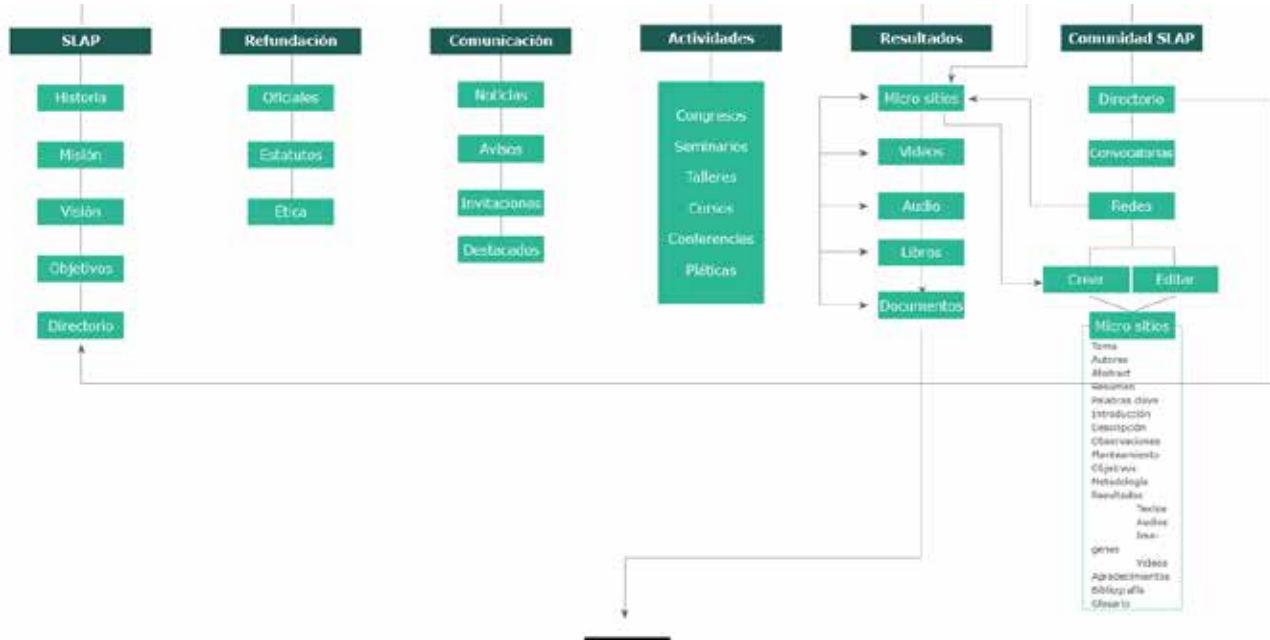 SLAP
Historia
Misión
Visión
Objetivos
Directorio
Refundación
Oficiales
Estatutos
Ética
Comunicación
Noticias
Avisos
Invitaciones
Destacados
Actividades
Congresos
Seminarios
Talleres
Cursos
Conferencias
Pláticas
Resultados
Micro sitios
Videos
Audio
Libros
Documentos
Comunidad SLAP
Directorio
Convocatorias
Redes
Crear
Editar
Micro sitios
Tema
Autores
Abstract
Resumen
Palabras clave
Introducción
Descripción
Observaciones
Planteamiento
Objetivos
Metodología
Resultados
Textos
Audios
Imá-
genes
Videos
Agradecimientos
Bibliografía
Glosario